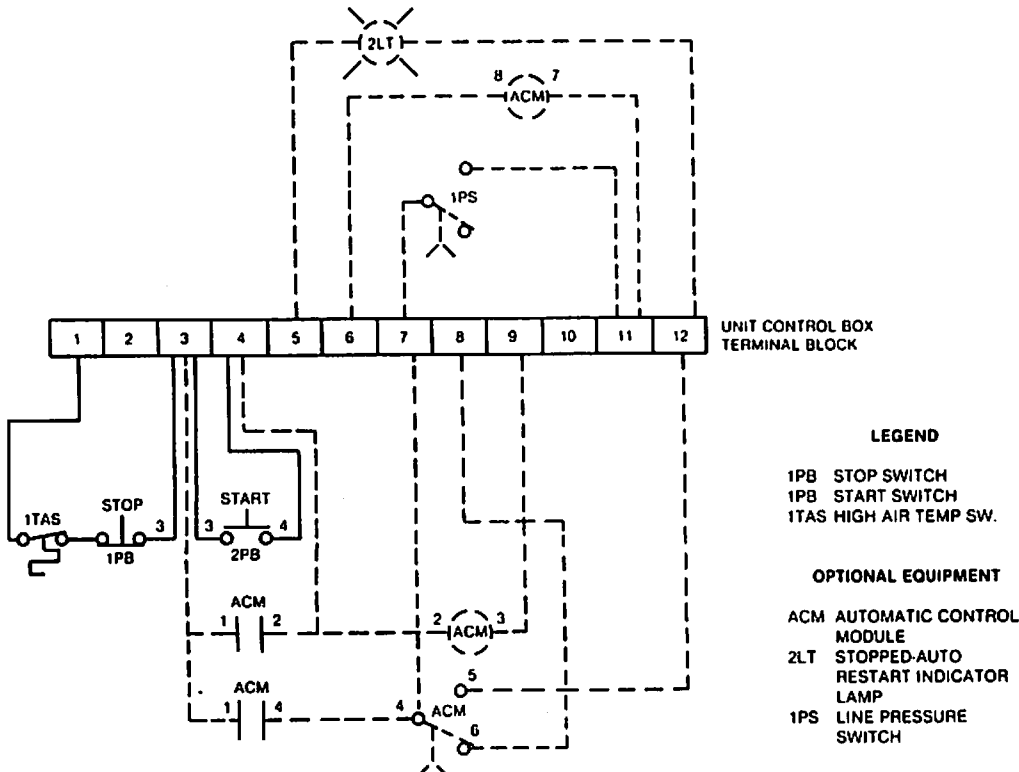 2LT
8 7
ACM
1PS
1 2 3 4 5 6 7 8 9 10 11 12
UNIT CONTROL BOX
TERMINAL BLOCK
LEGEND
1PB STOP SWITCH
1PB START SWITCH
1TAS HIGH AIR TEMP SW.
1TAS
STOP
3
1PB
START
3 4
2PB
ACM
1 2
2 3
ACM
ACM
1 4
4 ACM
5
6
OPTIONAL EQUIPMENT
ACM AUTOMATIC CONTROL
MODULE
2LT STOPPED-AUTO
RESTART INDICATOR
LAMP
1PS LINE PRESSURE
SWITCH